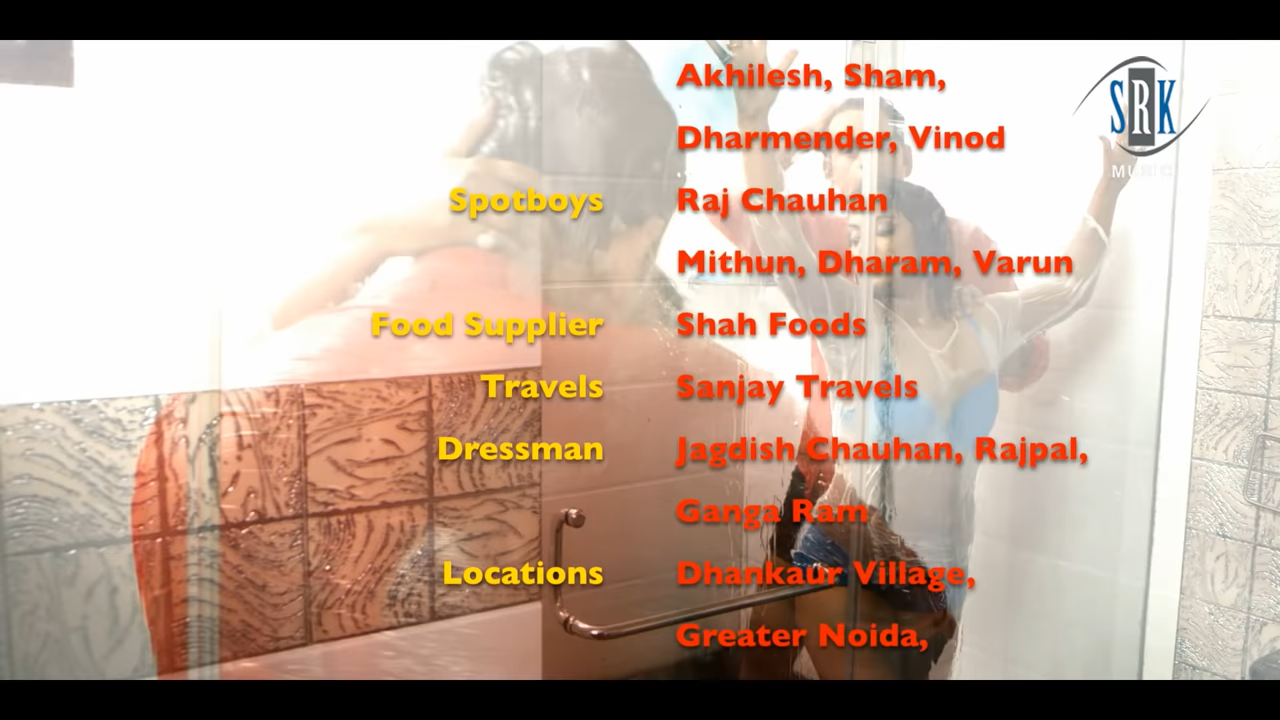 Akhilesh, Sham,
SRK
MUSIC
Dharmender, Vinod
Spotboys Raj Chauhan
Mithun, Dharam, Varun
Food Supplier Shah Foods
Travels Sanjay Travels
Dressman Jagdish Chauhan, Rajpal,
Ganga Ram
Locations Dhankaur Village,
Greater Noida,